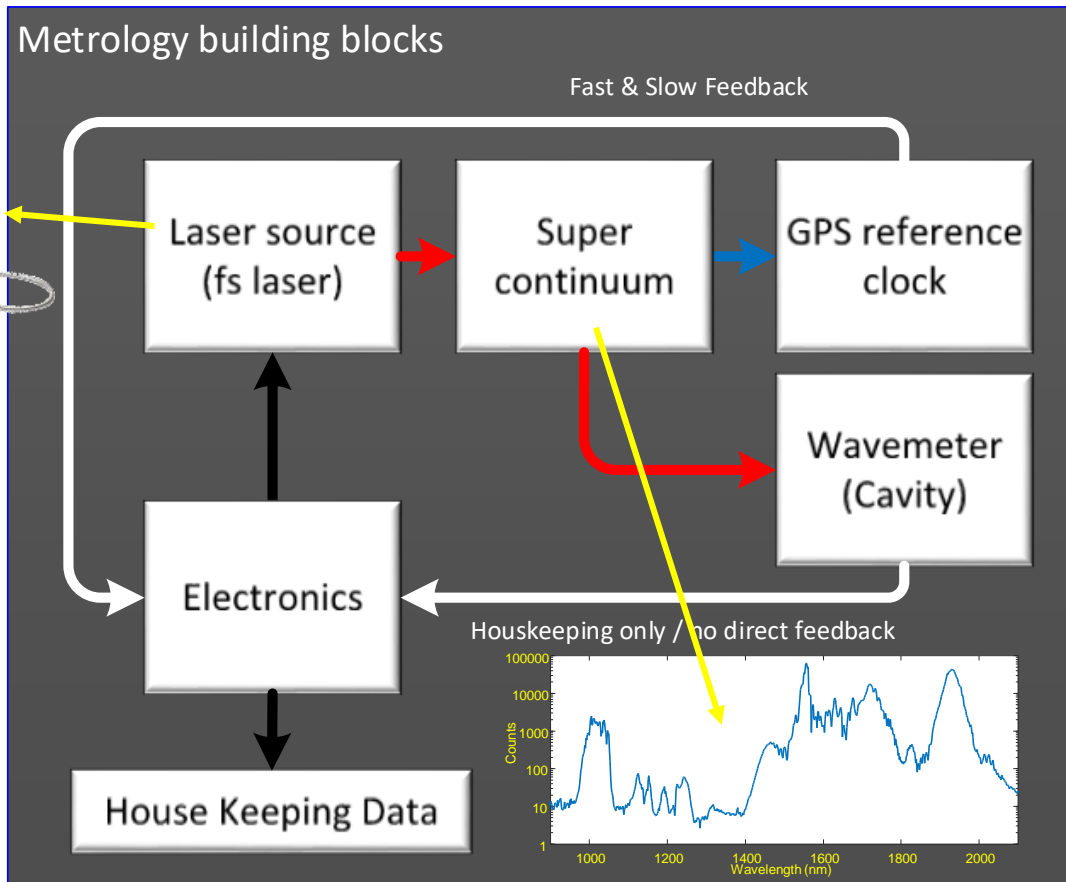 Metrology building blocks
Fast & Slow Feedback
Laser source
(fs laser)
Super
continuum
GPS reference
clock
Wavemeter
(Cavity)
Electronics
Houskeeping only / no direct feedback
House Keeping Data
100000
10000
1000
100
10
1
Counts
1000
1200
1400
1600
1800
2000
Wavelength (nm)